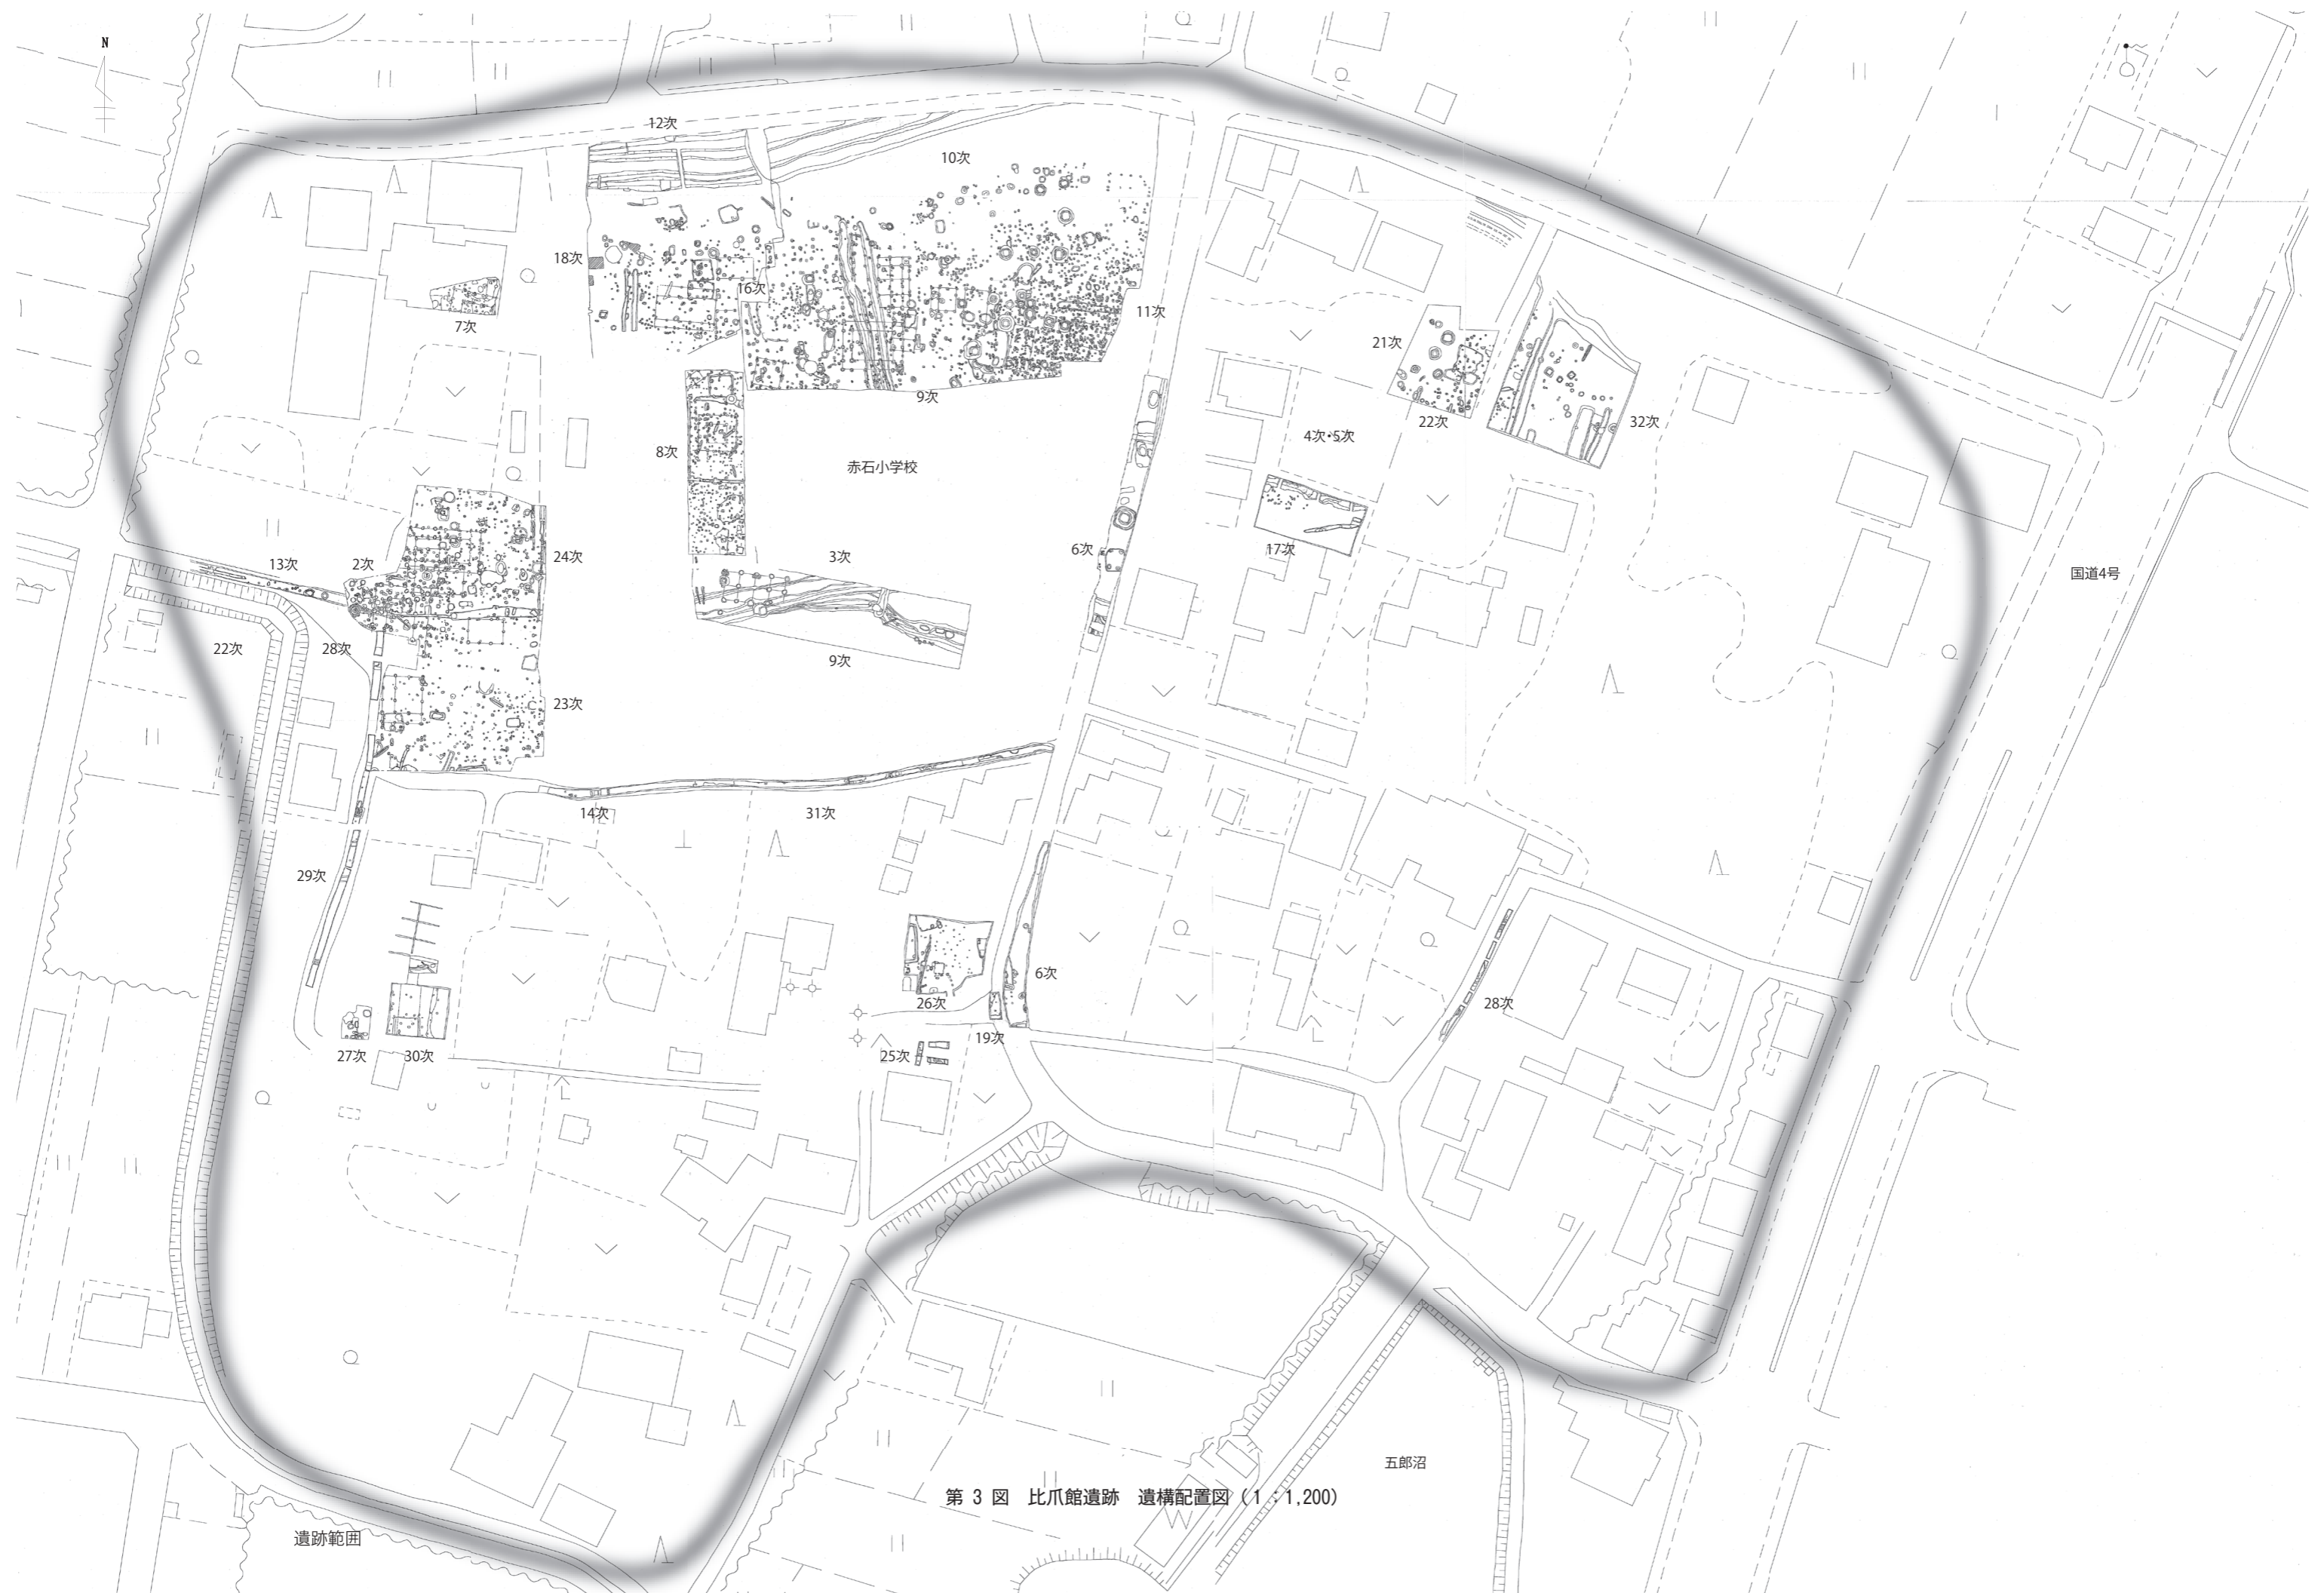 N
12次
10次
18次
16次
7次
11次
21次
9次
22次
32次
8次
4次・5次
赤石小学校
24次
3次
6次
17次
13次
2次
国道4号
22次
28次
9次
23次
14次
31次
29次
26次
6次
28次
19次
27次
30次
25次
五郎沼
第 3 図 比爪館遺跡 遺構配置図 (1 : 1,200)
遺跡範囲